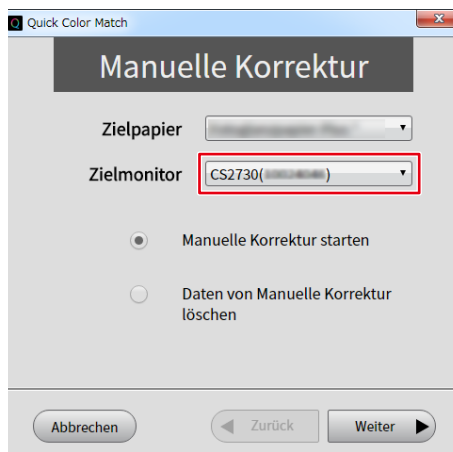 Quick Color Match
Manuelle Korrektur
Zielpapier
Zielmonitor CS2730( )
Manuelle Korrektur starten
Daten von Manuelle Korrektur
löschen
Abbrechen Zurück Weiter